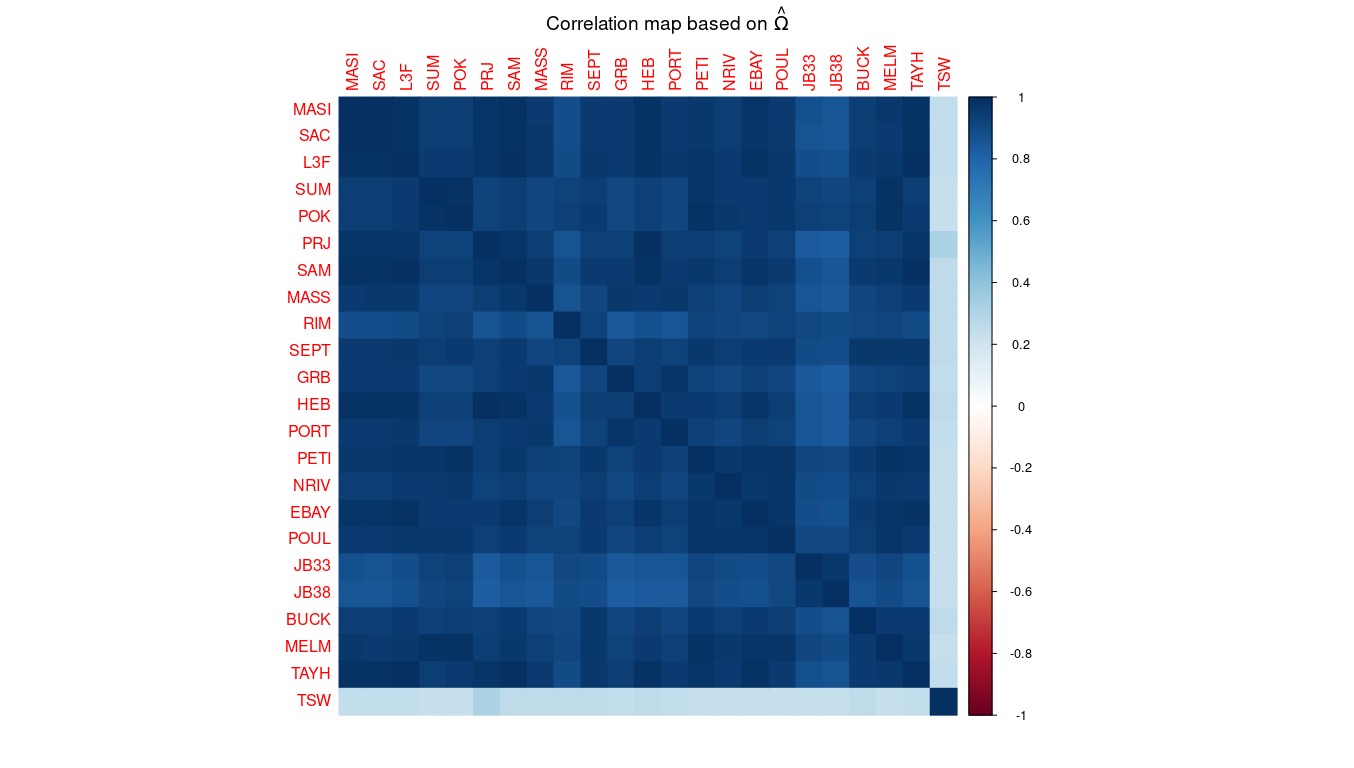 Correlation map based on Ω̂
MASI SAC L3F SUM POK PRJ SAM MASS RIM SEPT GRB HEB PORT PETI NRIV EBAY POUL JB33 JB38 BUCK MELM TAYH TSW
MASI
SAC
L3F
SUM
POK
PRJ
SAM
MASS
RIM
SEPT
GRB
HEB
PORT
PETI
NRIV
EBAY
POUL
JB33
JB38
BUCK
MELM
TAYH
TSW
1
0.8
0.6
0.4
0.2
0
-0.2
-0.4
-0.6
-0.8
-1